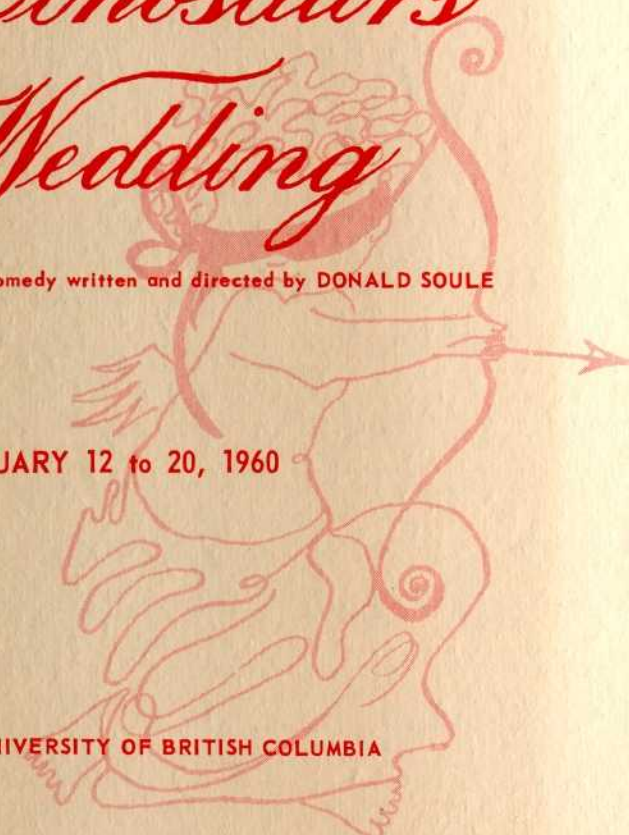 Wedding
omedy written and directed by DONALD SOULE
UARY 12 to 20, 1960
IVERSITY OF BRITISH COLUMBIA